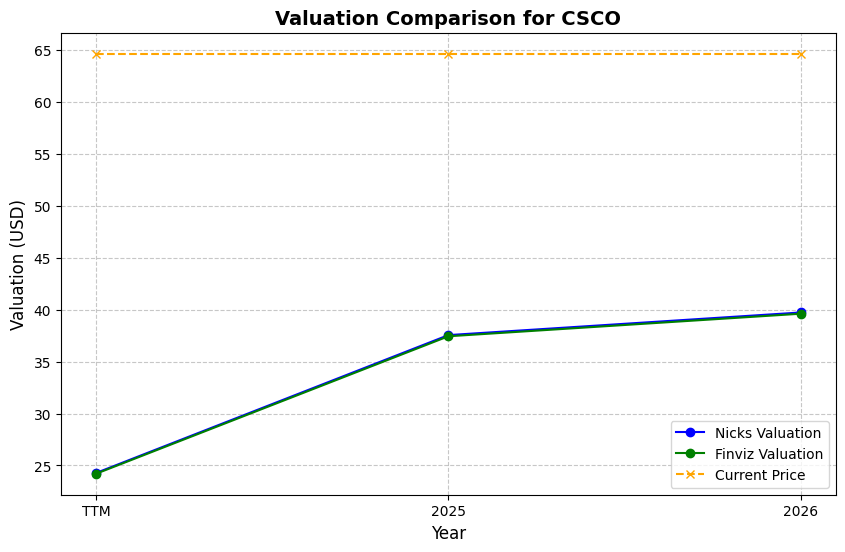 Valuation Comparison for CSCO
Valuation (USD)
65
60
55
50
45
40
35
30
25
TTM
2025
2026
Year
Nicks Valuation
Finviz Valuation
Current Price